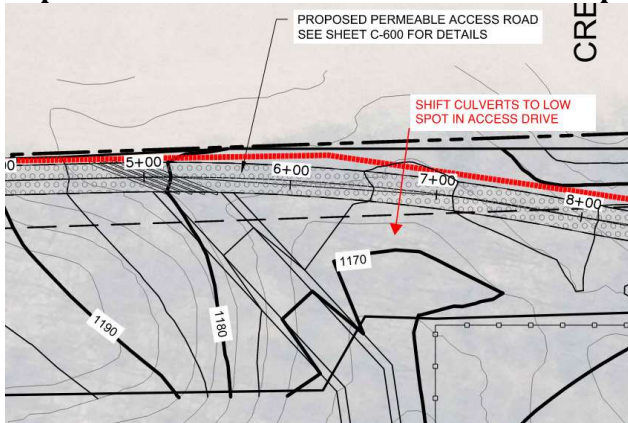 PROPOSED PERMEABLE ACCESS ROAD
SEE SHEET C-600 FOR DETAILS
CRE
SHIFT CULVERTS TO LOW
SPOT IN ACCESS DRIVE
5+00
6+00
7+00
8+00
1170
1180
1190